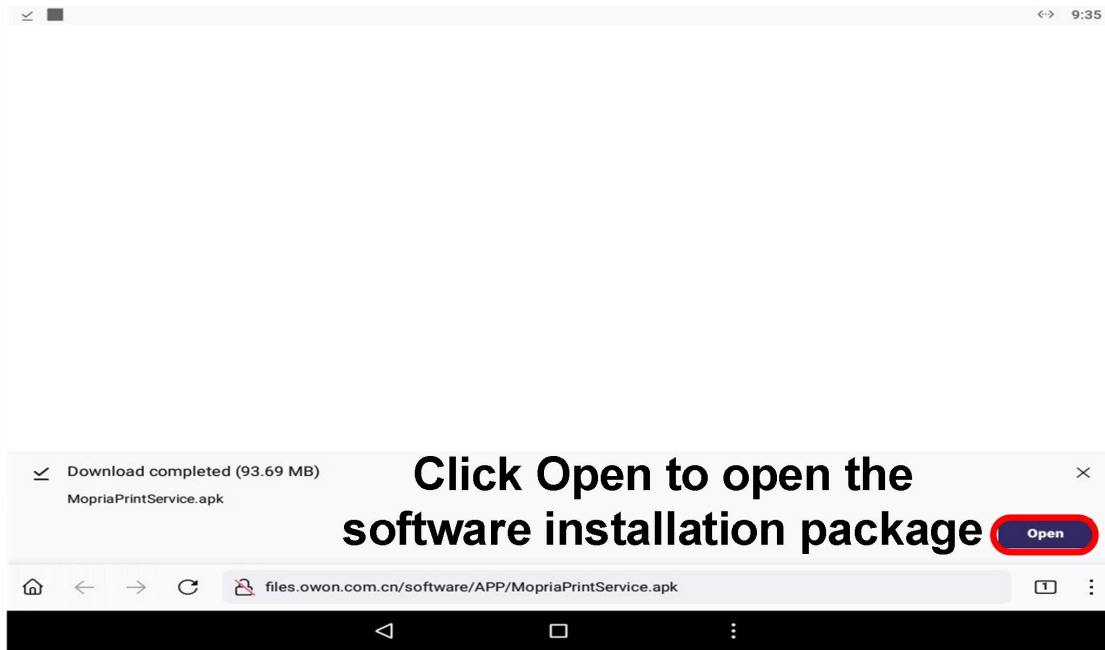 9:35
Download completed (93.69 MB)
MopriaPrintService.apk
Click Open to open the
software installation package
Open
files.owon.com.cn/software/APP/MopriaPrintService.apk
1